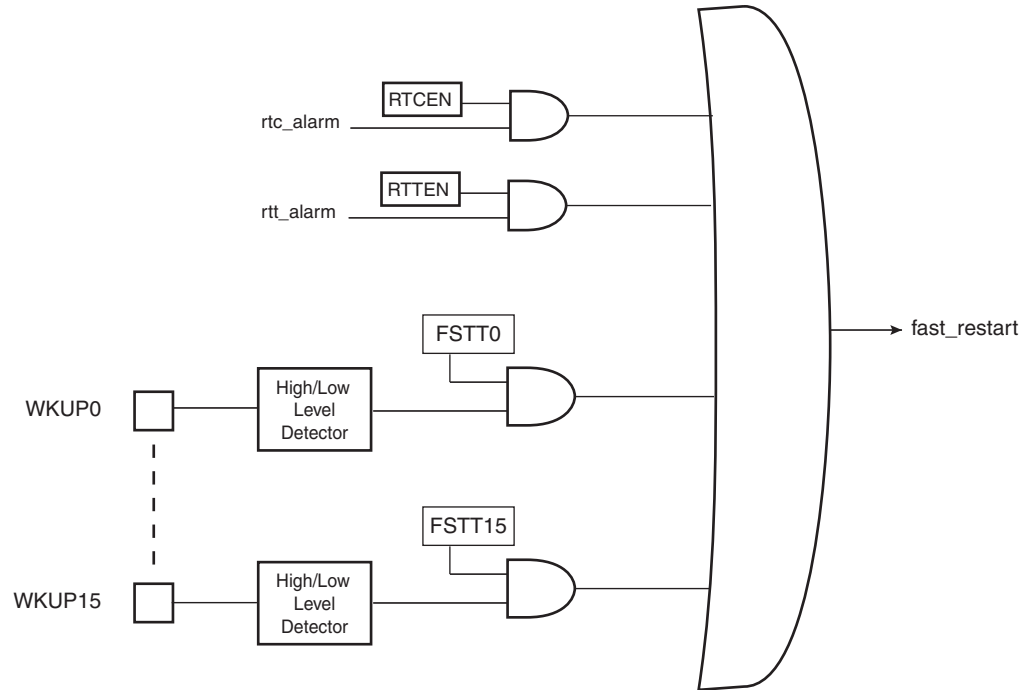 RTCEN
rtc_alarm
RTTEN
rtt_alarm
FSTT0
fast_restart
WKUP0
High/Low
Level
Detector
FSTT15
WKUP15
High/Low
Level
Detector